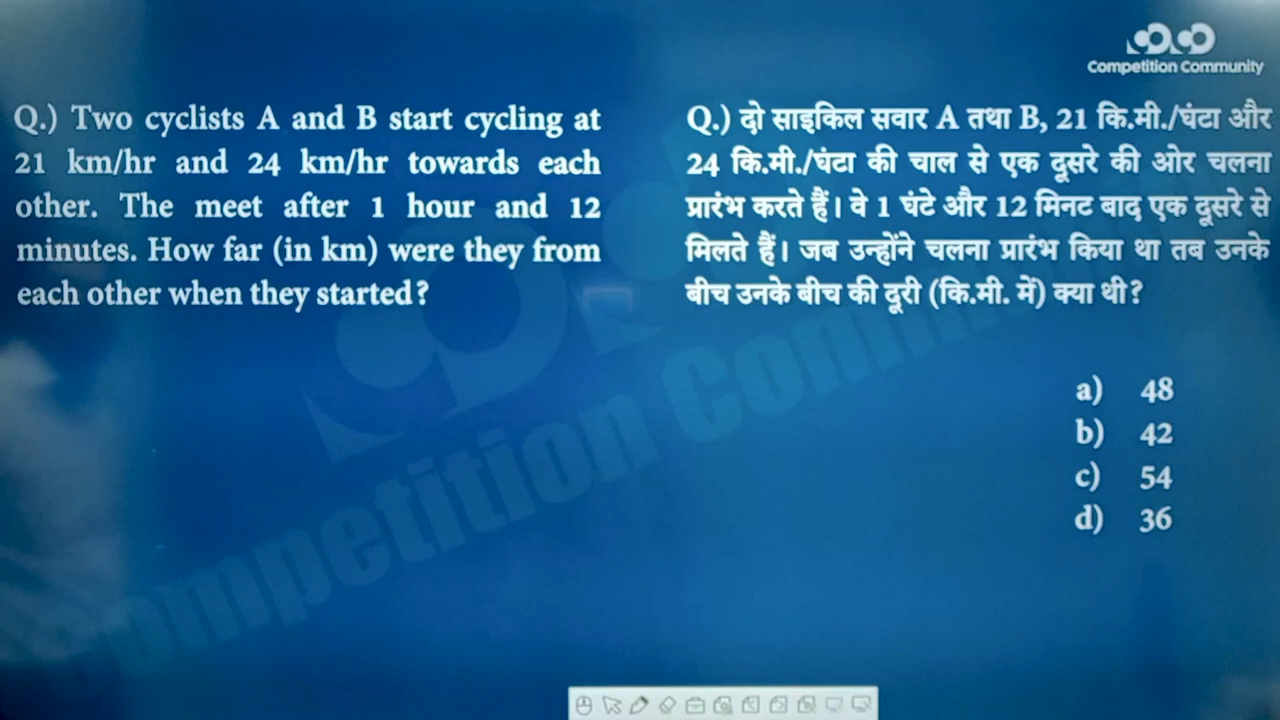 Competition Community
Q.) Two cyclists A and B start cycling at
21 km/hr and 24 km/hr towards each
other. The meet after 1 hour and 12
minutes. How far (in km) were they from
each other when they started?
Q.) दो साइकिल सवार A तथा B, 21 कि.मी./घंटा और
24 कि.मी./घंटा की चाल से एक दूसरे की ओर चलना
प्रारंभ करते हैं। वे 1 घंटे और 12 मिनट बाद एक दूसरे से
मिलते हैं। जब उन्होंने चलना प्रारंभ किया था तब उनके
बीच उनके बीच की दूरी (कि.मी. में) क्या थी?
a) 48
b) 42
c) 54
d) 36
Competition Community